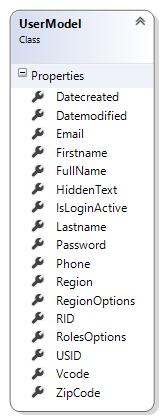 UserModel
Class
Properties
Datecreated
Datemodified
Email
Firstname
FullName
HiddenText
IsLoginActive
Lastname
Password
Phone
Region
RegionOptions
RID
RolesOptions
USID
Vcode
ZipCode